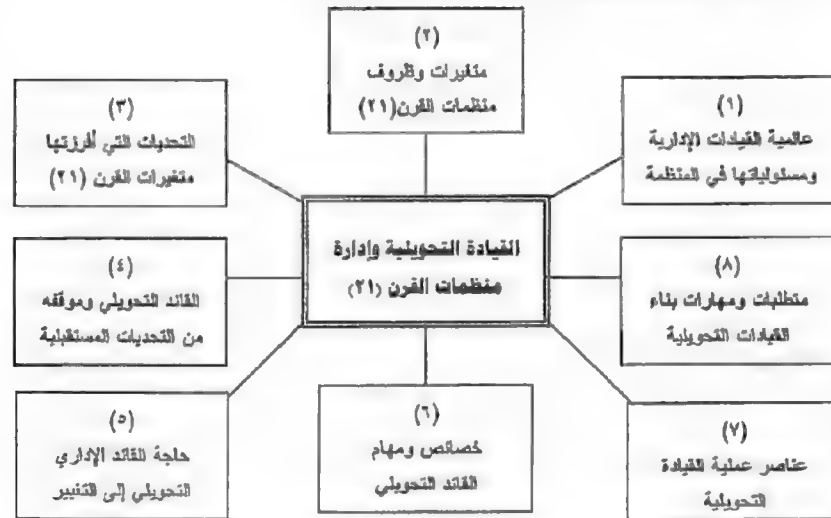 (٢)
متغيرات وظروف
منظمات القرن (٢١)
(١)
عالمية القيادات الإدارية
ومسئولياتها في المنظمة
(٣)
التحديات التي أفرزتها
متغيرات القرن (٢١)
القيادة التحويلية وإدارة
منظمات القرن (٢١)
(٨)
متطلبات ومهارات بناء
القيادات التحويلية
(٤)
القائد التحويلي وموقفه
من التحديات المستقبلية
(٧)
عناصر عملية القيادة
التحويلية
(٦)
خصائص ومهام
القائد التحويلي
(٥)
حاجة القائد الإداري
التحويلي إلى التغيير